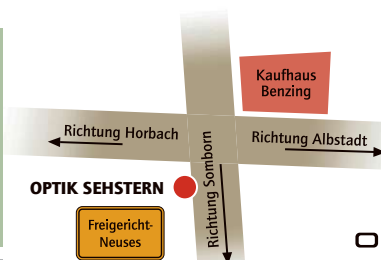 Kaufhaus
Benzing
Richtung Horbach
Richtung Albstadt
Richtung Somborn
OPTIK SEHSTERN
Freigericht-
Neuses